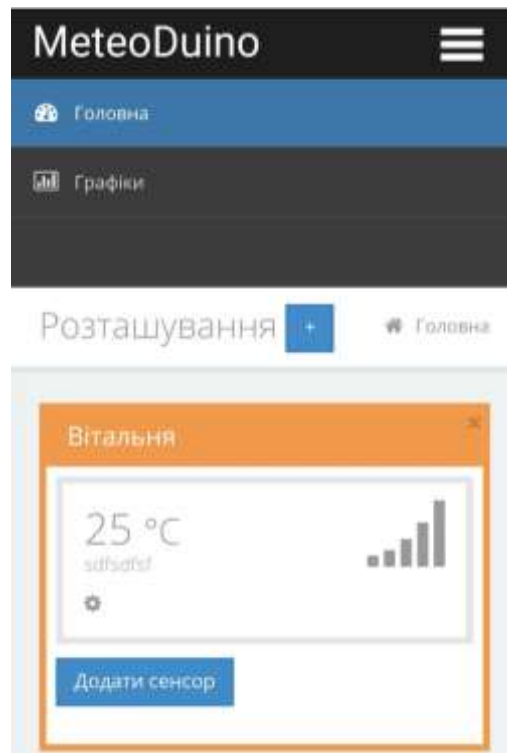 MeteoDuino
Головна
Графіки
Розташування + Головна
Вітальня ×
25 °C
sdfsdfsf
Додати сенсор